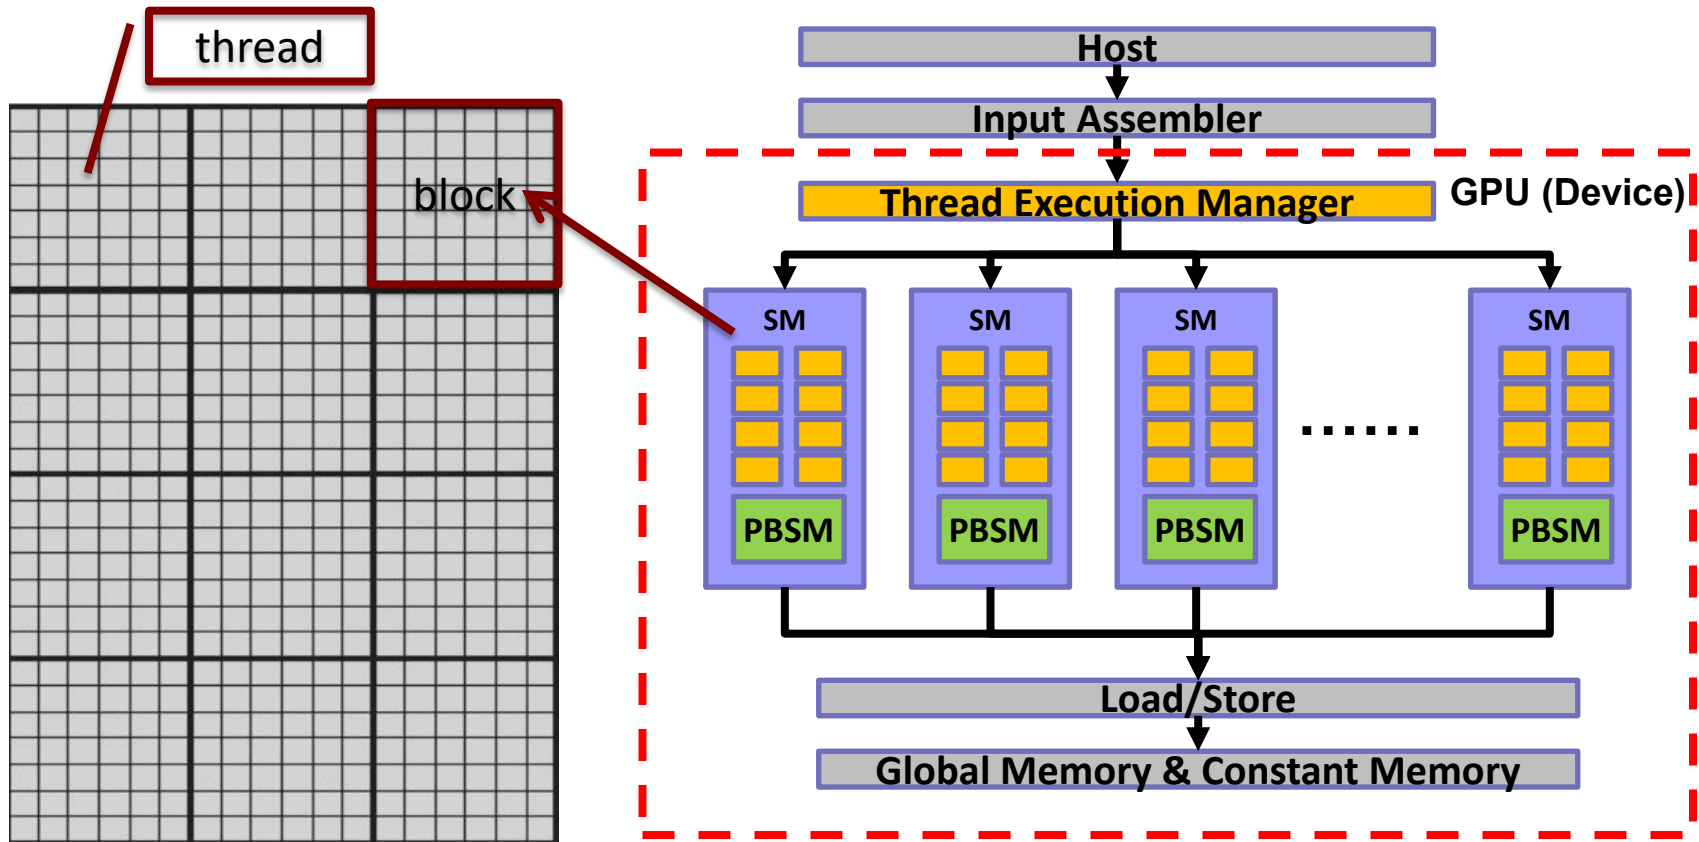 thread
block
Host
Input Assembler
Thread Execution Manager
GPU (Device)
SM
SM
SM
SM
......
PBSM
PBSM
PBSM
PBSM
Load/Store
Global Memory & Constant Memory